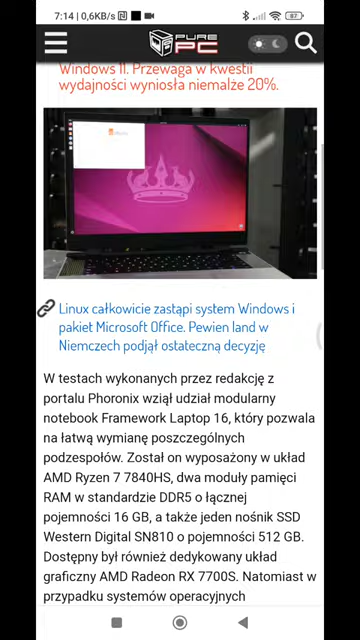 7:14 | 0,6KB/s
67
PURE
PC
Windows 11. Przewaga w kwestii
wydajności wyniosła niemalże 20%.
Linux całkowicie zastąpi system Windows i
pakiet Microsoft Office. Pewien land w
Niemczech podjął ostateczną decyzję
W testach wykonanych przez redakcję z
portalu Phoronix wziął udział modularny
notebook Framework Laptop 16, który pozwala
na łatwą wymianę poszczególnych
podzespołów. Został on wyposażony w układ
AMD Ryzen 7 7840HS, dwa moduły pamięci
RAM w standardzie DDR5 o łącznej
pojemności 16 GB, a także jeden nośnik SSD
Western Digital SN810 o pojemności 512 GB.
Dostępny był również dedykowany układ
graficzny AMD Radeon RX 7700S. Natomiast w
przypadku systemów operacyjnych